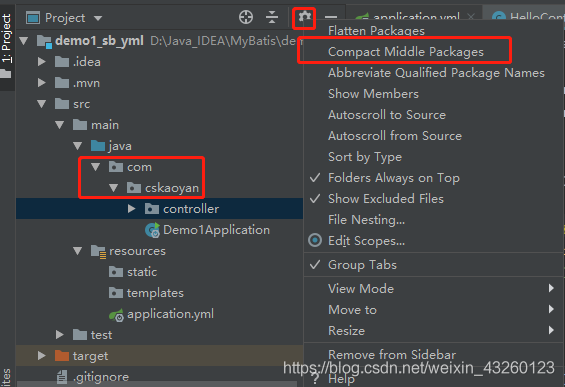 1: Project
Project
application.yml
HelloCont
demo1_sb_yml D:\Java_IDEA\MyBatis\dem
.idea
.mvn
src
main
java
com
cskaoyan
controller
Demo1Application
resources
static
templates
application.yml
test
target
.gitignore
Flatten Packages
Compact Middle Packages
Abbreviate Qualified Package Names
Show Members
Autoscroll to Source
Autoscroll from Source
Sort by Type
Folders Always on Top
Show Excluded Files
File Nesting...
Edit Scopes...
Group Tabs
View Mode
Move to
Resize
Remove from Sidebar
? Help
https://blog.csdn.net/weixin_43260123